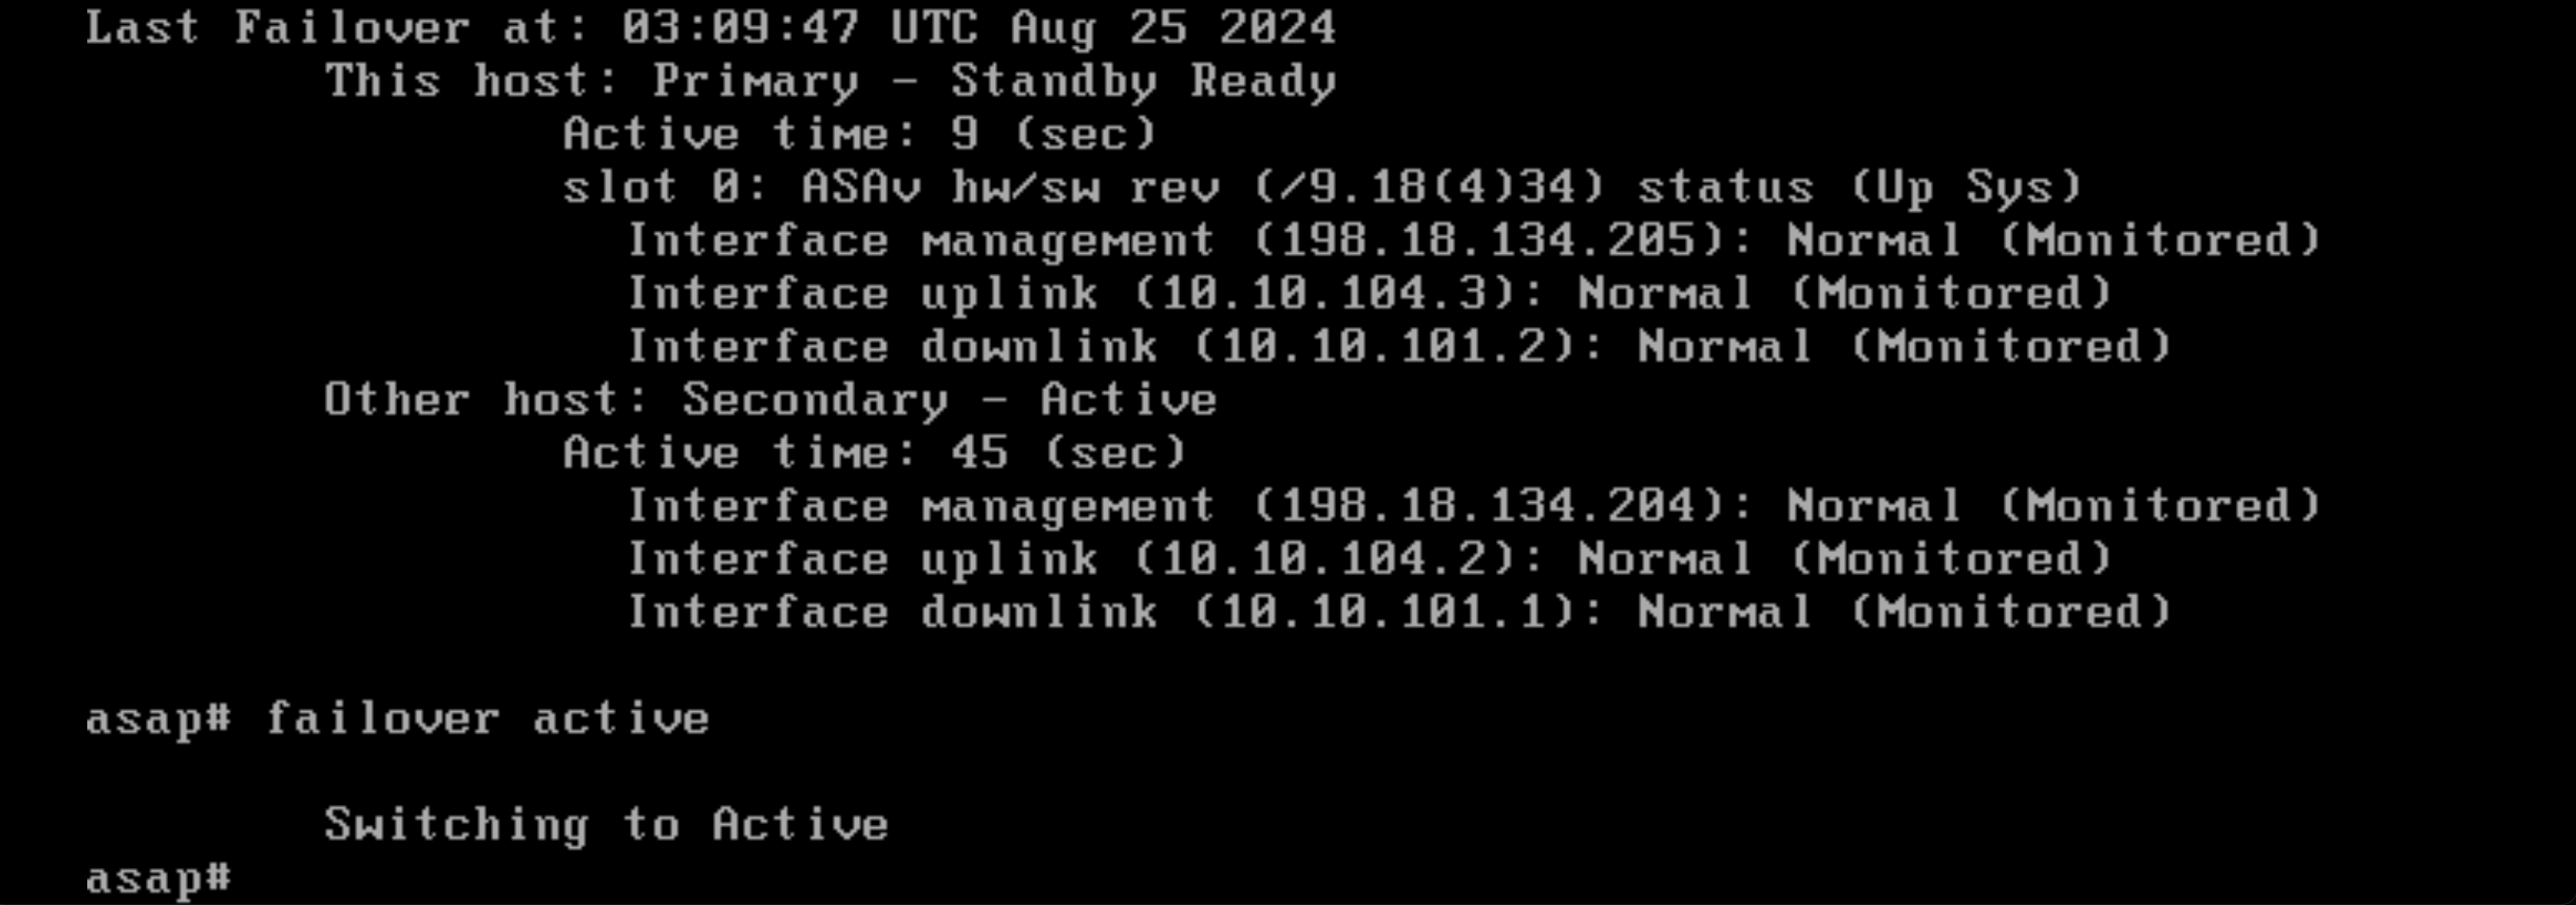 Last Failover at: 03:09:47 UTC Aug 25 2024
This host: Primary - Standby Ready
Active time: 9 (sec)
slot 0: ASAv hw/sw rev (/9.18(4)34) status (Up Sys)
Interface management (198.18.134.205): Normal (Monitored)
Interface uplink (10.10.104.3): Normal (Monitored)
Interface downlink (10.10.101.2): Normal (Monitored)
Other host: Secondary - Active
Active time: 45 (sec)
Interface management (198.18.134.204): Normal (Monitored)
Interface uplink (10.10.104.2): Normal (Monitored)
Interface downlink (10.10.101.1): Normal (Monitored)
asap# failover active
Switching to Active
asap#